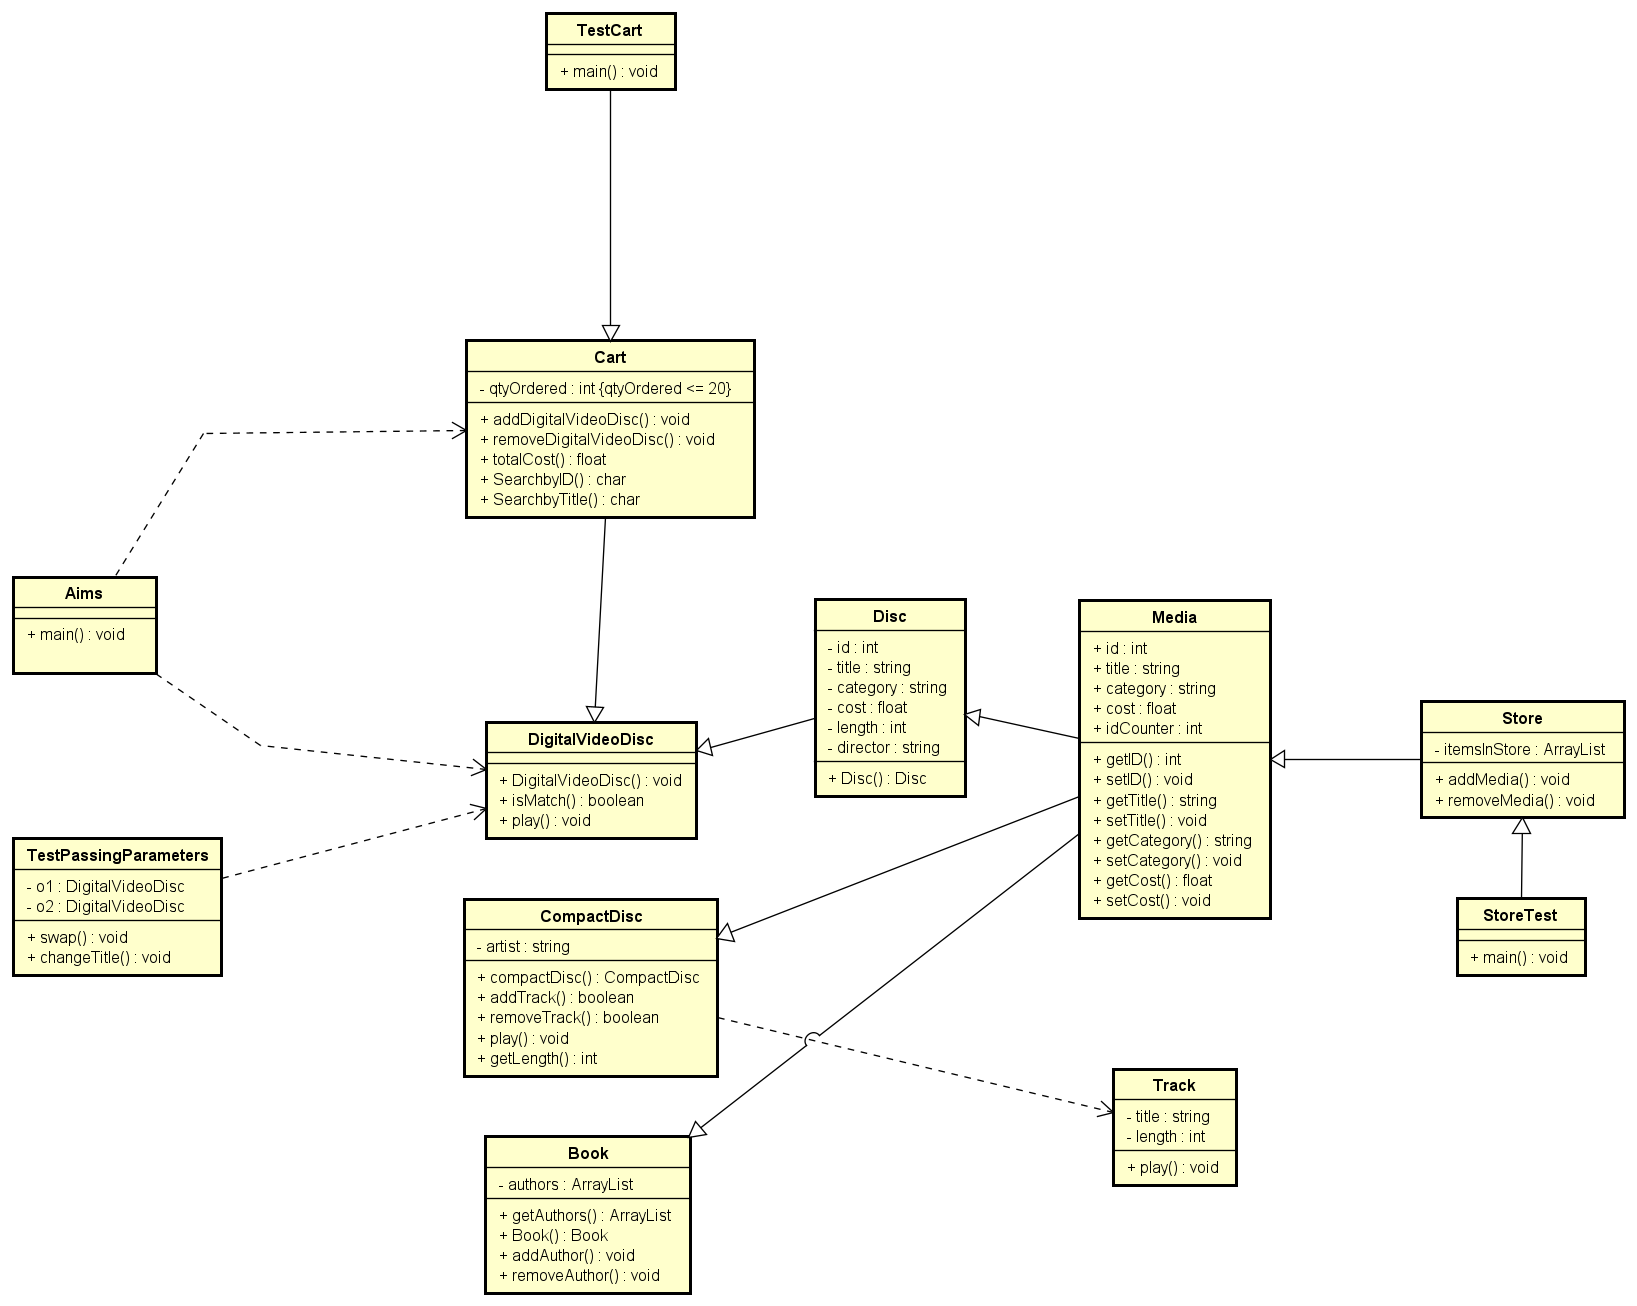 TestCart
+ main() : void
Cart
- qtyOrdered : int {qtyOrdered <= 20}
+ addDigitalVideoDisc() : void
+ removeDigitalVideoDisc() : void
+ totalCost() : float
+ SearchbyID() : char
+ SearchbyTitle() : char
Aims
+ main() : void
DigitalVideoDisc
+ DigitalVideoDisc() : void
+ isMatch() : boolean
+ play() : void
Disc
- id : int
- title : string
- category : string
- cost : float
- length : int
- director : string
+ Disc() : Disc
Media
+ id : int
+ title : string
+ category : string
+ cost : float
+ idCounter : int
+ getID() : int
+ setID() : void
+ getTitle() : string
+ setTitle() : void
+ getCategory() : string
+ setCategory() : void
+ getCost() : float
+ setCost() : void
Store
- itemsInStore : ArrayList
+ addMedia() : void
+ removeMedia() : void
StoreTest
+ main() : void
TestPassingParameters
- o1 : DigitalVideoDisc
- o2 : DigitalVideoDisc
+ swap() : void
+ changeTitle() : void
CompactDisc
- artist : string
+ compactDisc() : CompactDisc
+ addTrack() : boolean
+ removeTrack() : boolean
+ play() : void
+ getLength() : int
Track
- title : string
- length : int
+ play() : void
Book
- authors : ArrayList
+ getAuthors() : ArrayList
+ Book() : Book
+ addAuthor() : void
+ removeAuthor() : void